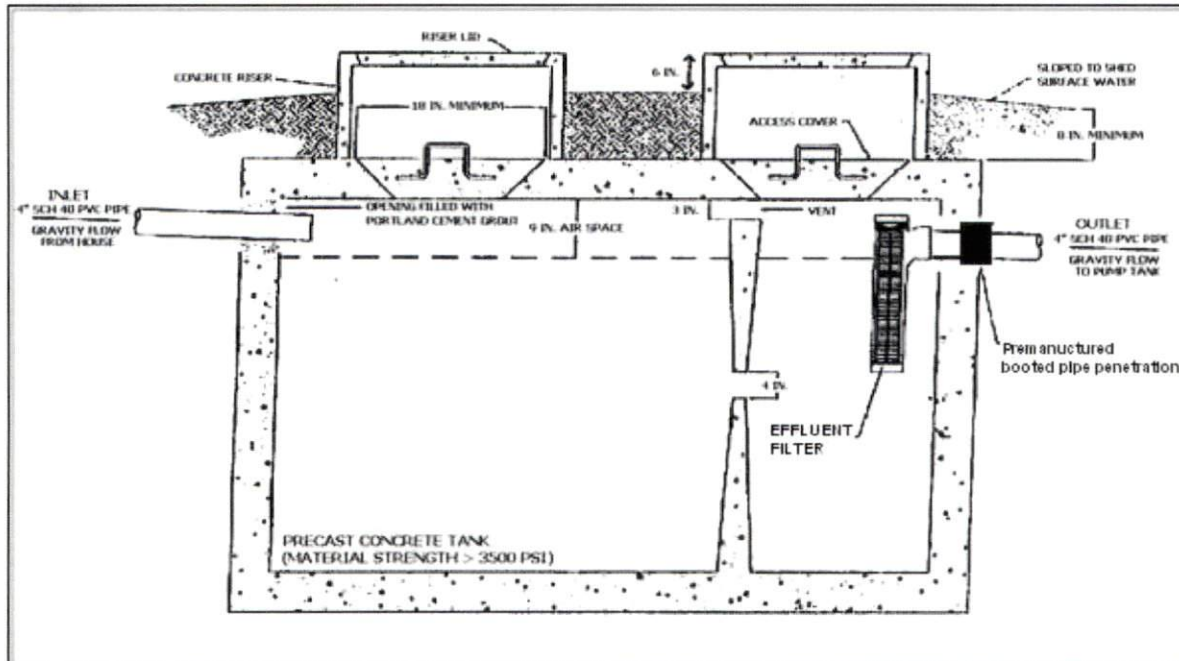 RISER LID
CONCRETE RISER
6 IN.
SLOPED TO SHED
SURFACE WATER
18 IN. MINIMUM
ACCESS COVER
8 IN. MINIMUM
INLET
4" SCH 40 PVC PIPE
GRAVITY FLOW
FROM HOUSE
OPENING FILLED WITH
PORTLAND CEMENT GROUT
9 IN. AIR SPACE
3 IN.
VENT
OUTLET
4" SCH 40 PVC PIPE
GRAVITY FLOW
TO PUMP TANK
Premanuctured
booted pipe penetration
4 IN.
EFFLUENT
FILTER
PRECAST CONCRETE TANK
(MATERIAL STRENGTH > 3500 PSI)